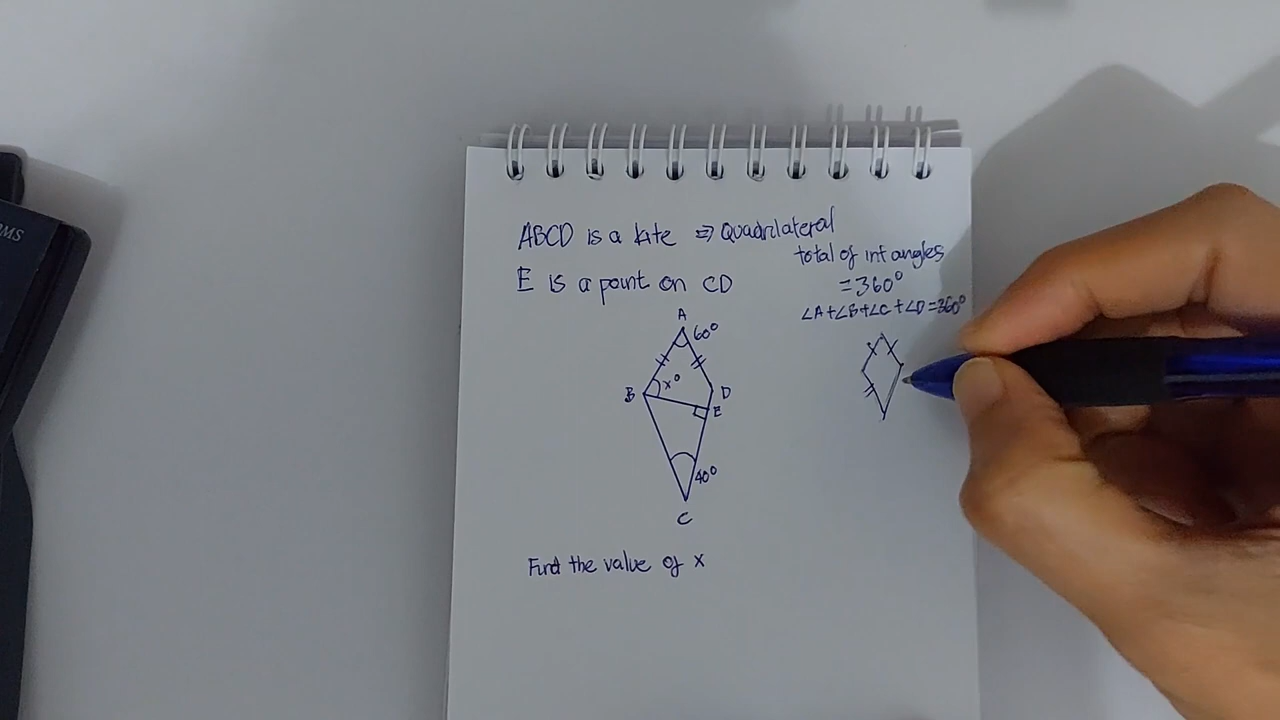 ABCD is a kite ⇒ Quadrilateral
total of int angles
= 360°
∠A+∠B+∠C+∠D=360°
E is a point on CD
A
60°
B
x°
D
E
40°
C
Find the value of x
OMS